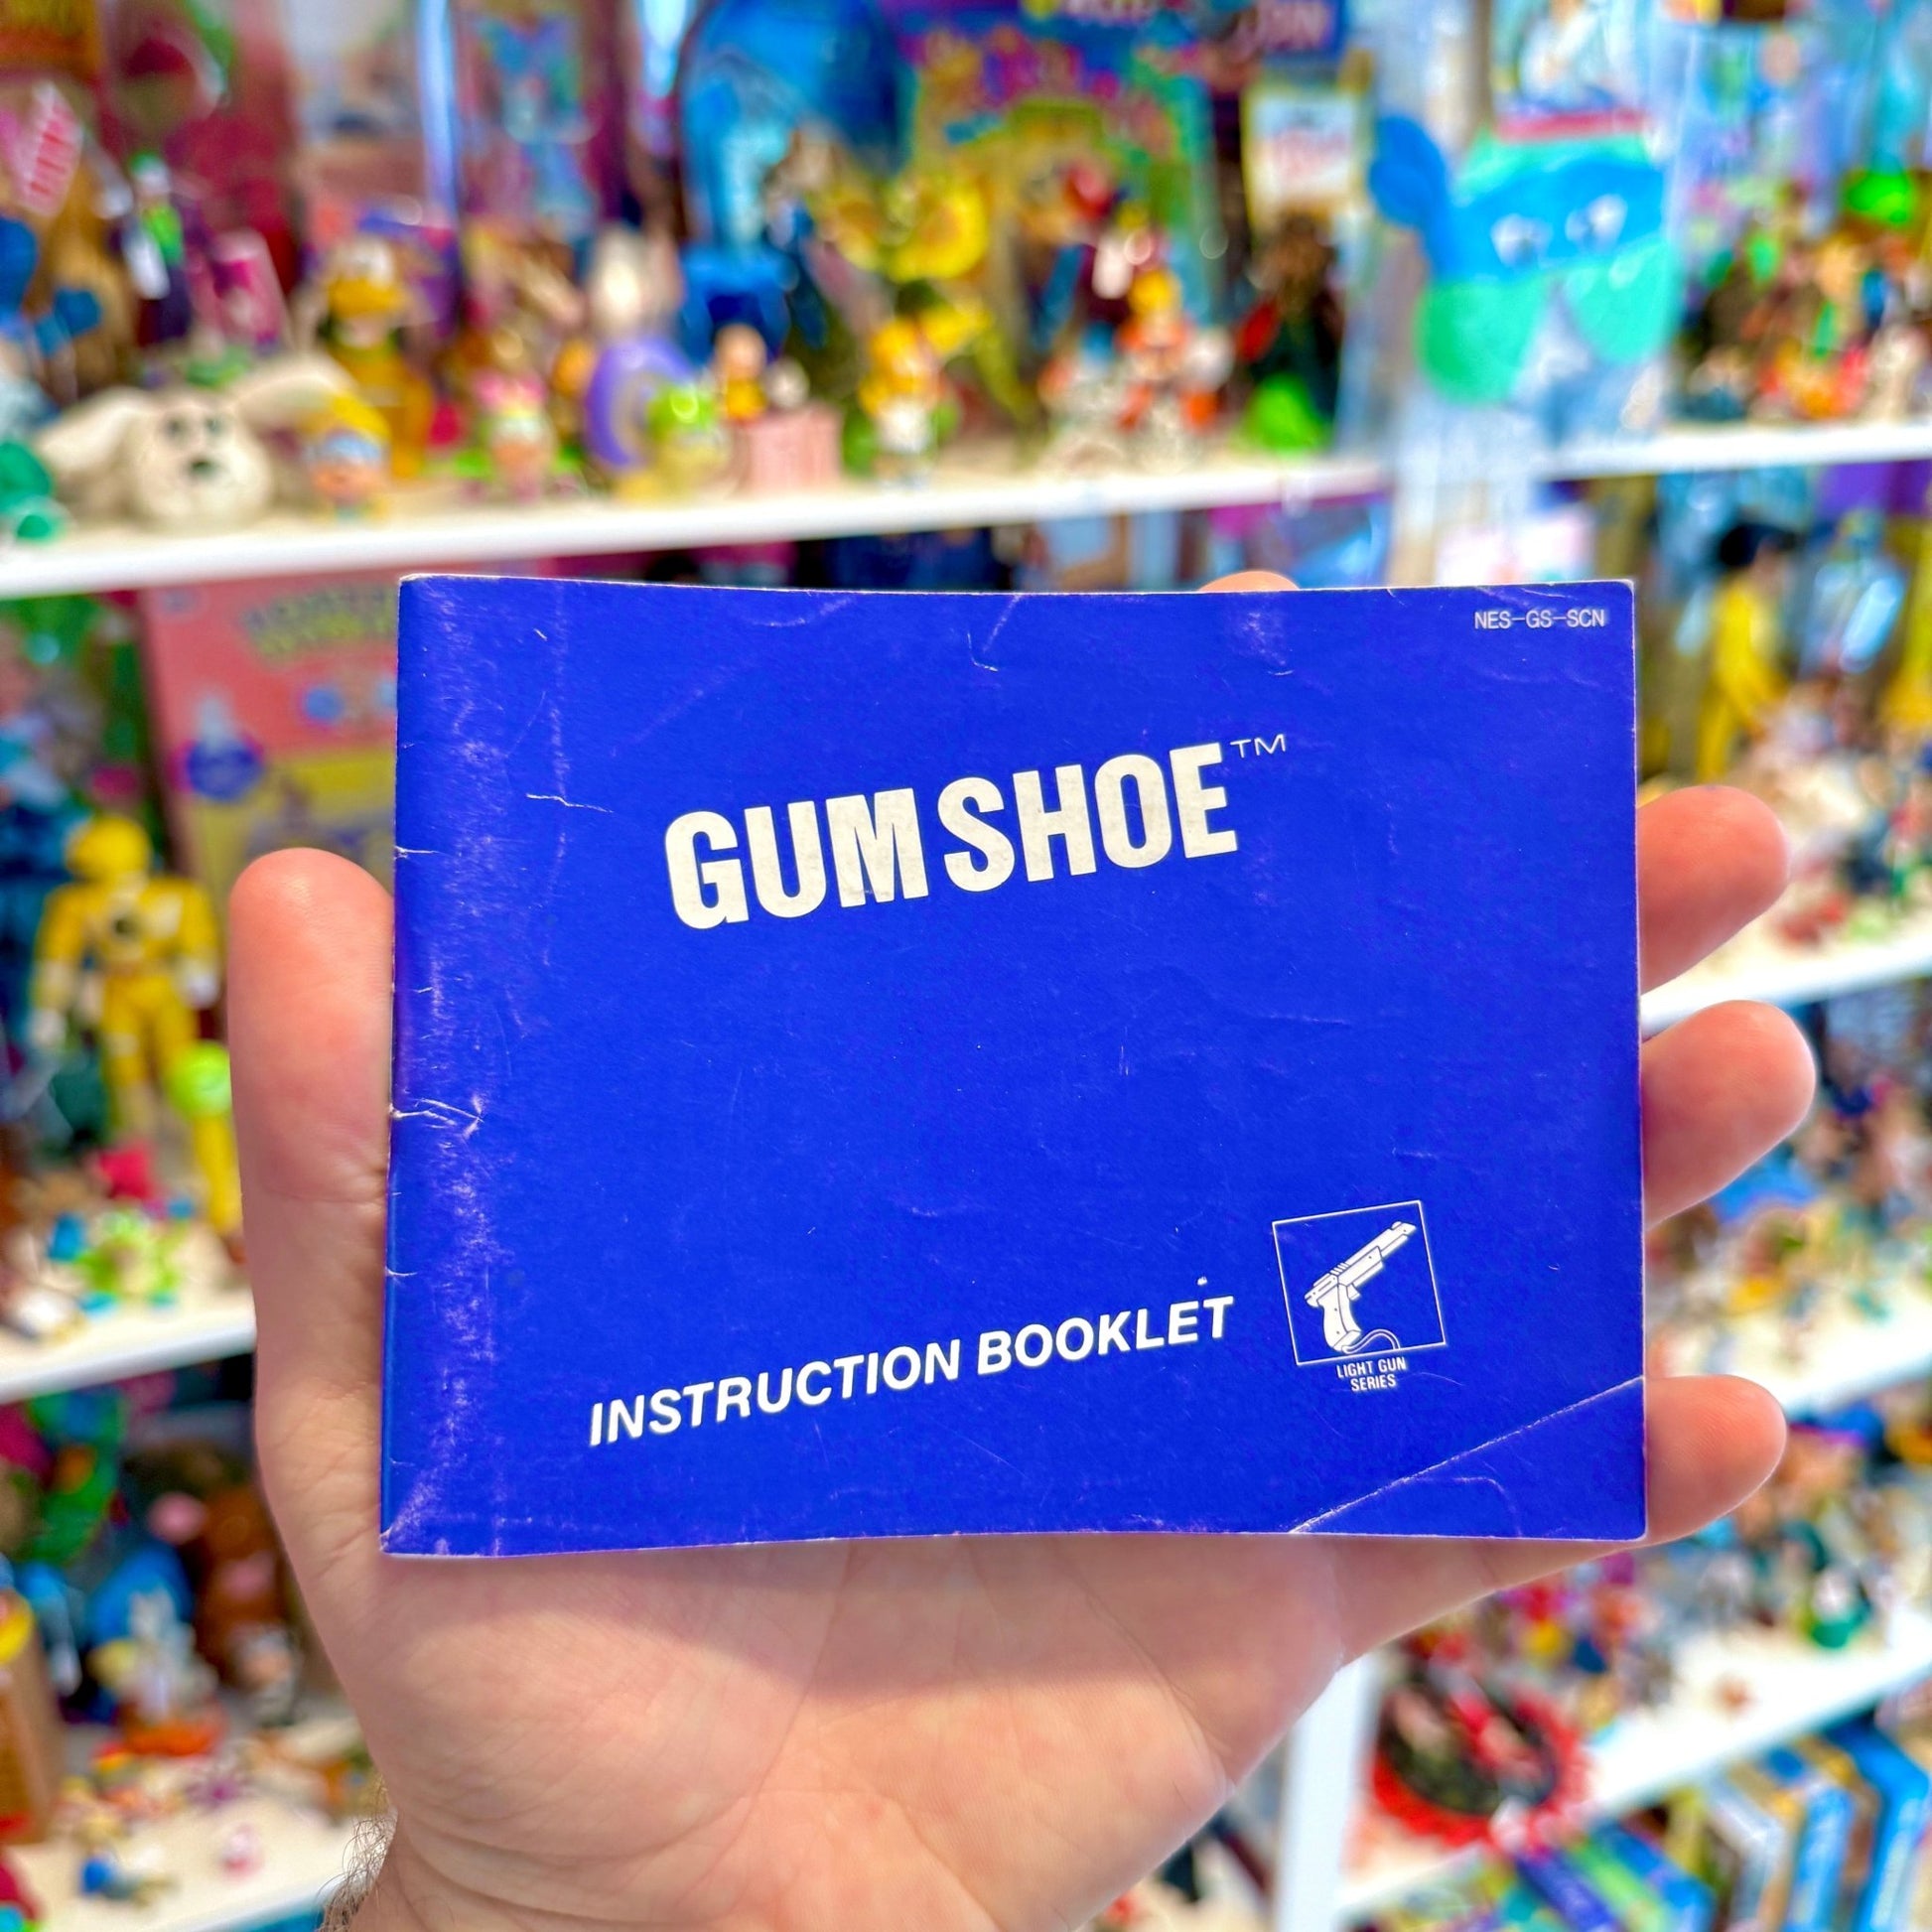 NES-GS-SCN
GUMSHOE™
INSTRUCTION BOOKLET
LIGHT GUN
SERIES